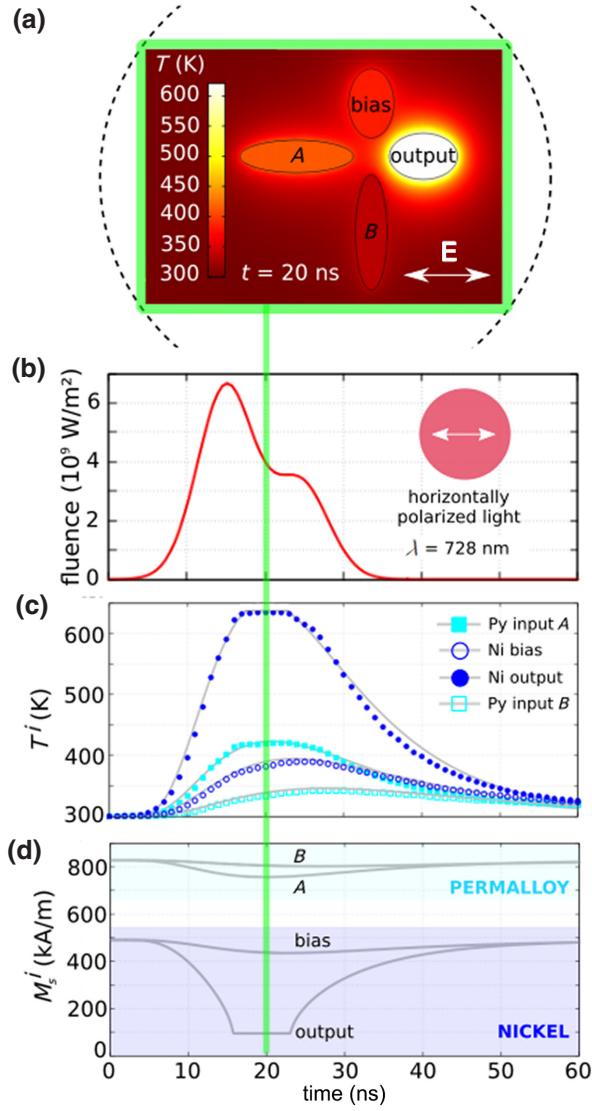 (a)
T (K)
600
550
500
450
400
350
300
bias
A
output
B
E
t = 20 ns
(b)
fluence (10⁹ W/m²)
6
4
2
0
horizontally
polarized light
λ = 728 nm
(c)
Tⁱ (K)
600
500
400
300
Py input A
Ni bias
Ni output
Py input B
(d)
Mₛⁱ (kA/m)
800
600
400
200
0
B
A
PERMALLOY
bias
output
NICKEL
0 10 20 30 40 50 60
time (ns)